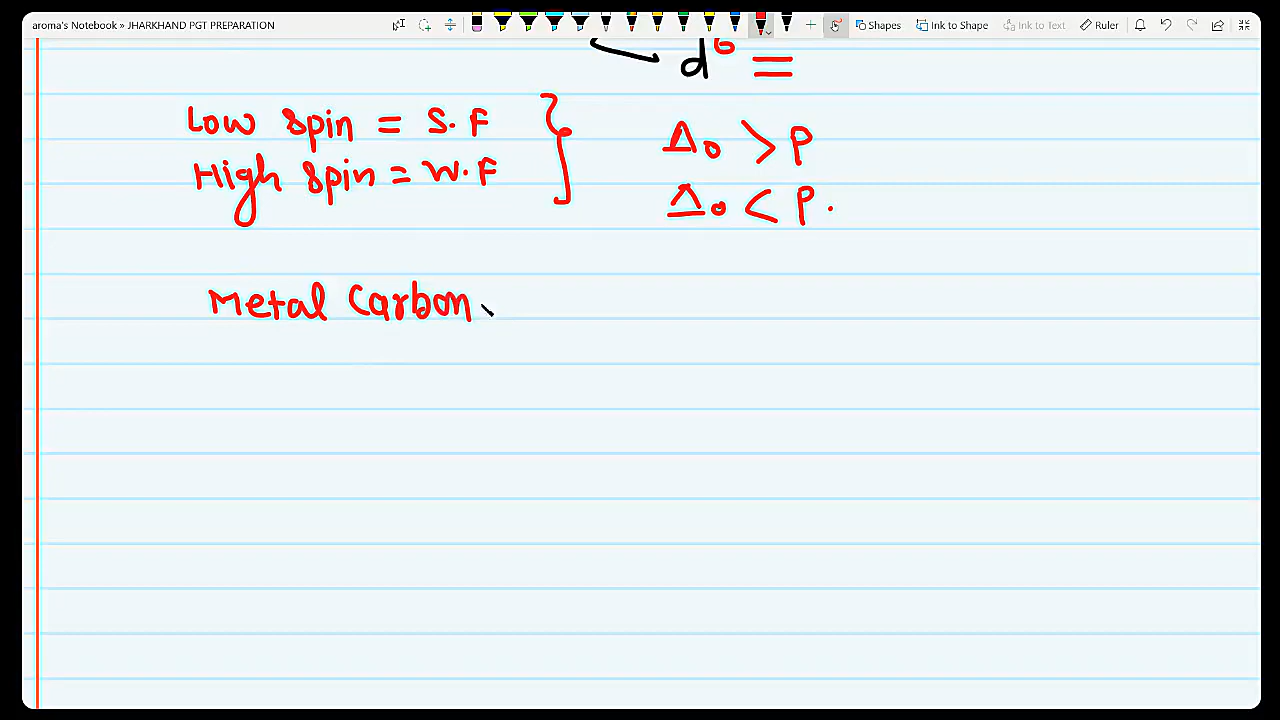 aroma's Notebook » JHARKHAND PGT PREPARATION
Shapes
Ink to Shape
Ink to Text
Ruler
d⁶ =
Low spin = S.F
High spin = W.F
Δo > P
Δo < P.
Metal Carbon